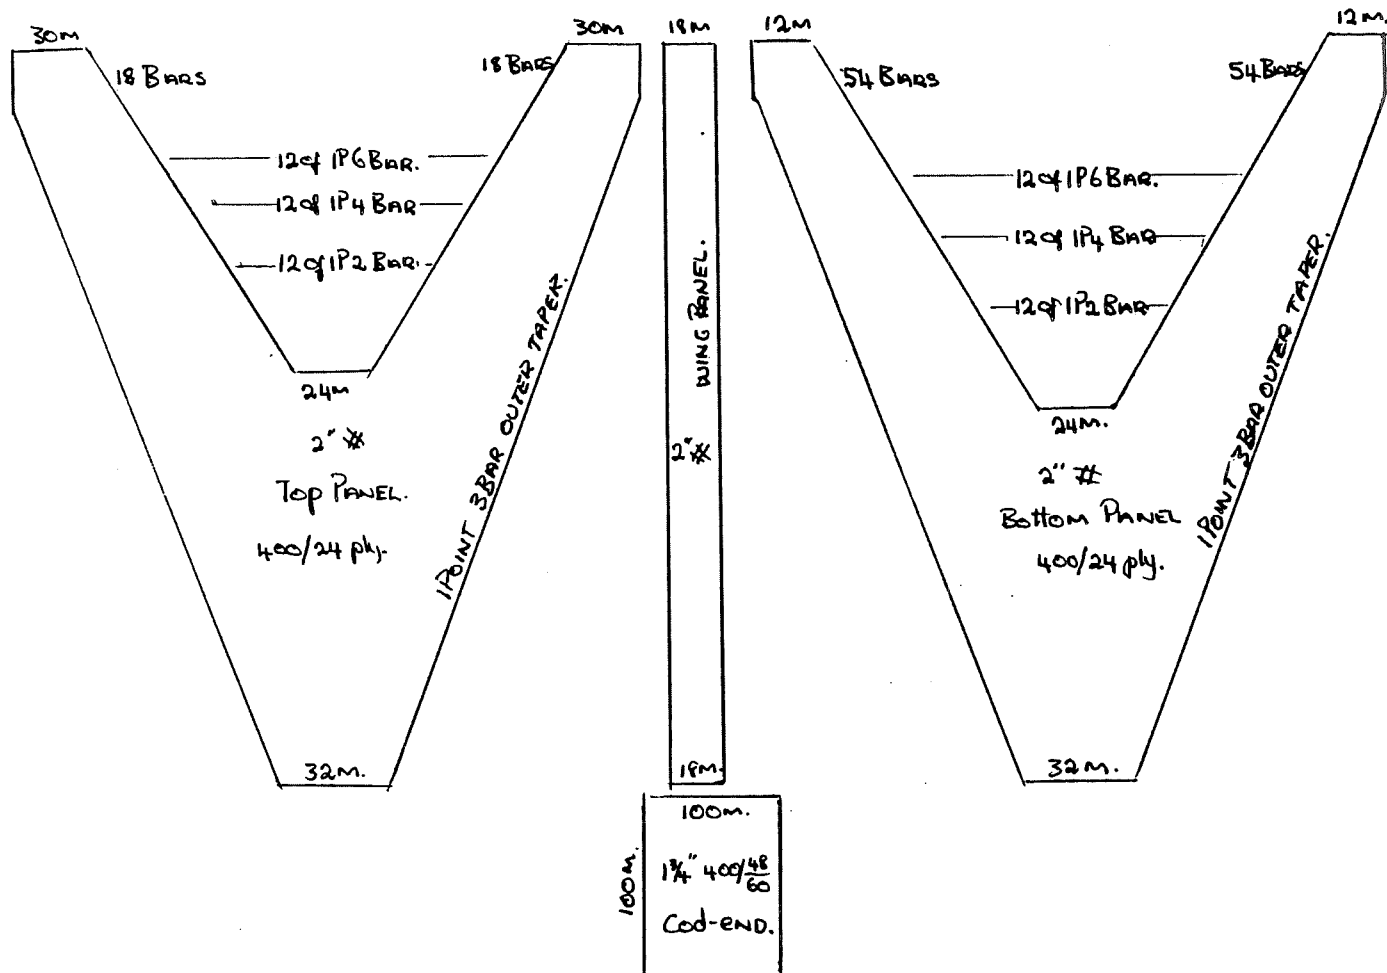 30M
30M
18 BARS
18 BARS
12 of 1P6 BAR.
12 of 1P4 BAR
12 of 1P2 BAR.
24M
2" #
Top PANEL.
400/24 ply.
1POINT 3BAR OUTER TAPER.
32M.
18M
WING PANEL.
2" #
18M.
100M.
100M.
1¾" 400/48/60
Cod-END.
12M
12M.
54 BARS
54 BARS
12 of 1P6 BAR.
12 of 1P4 BAR
12 of 1P2 BAR
24M.
2" #
Bottom PANEL
400/24 ply.
1POINT 3BAR OUTER TAPER.
32M.